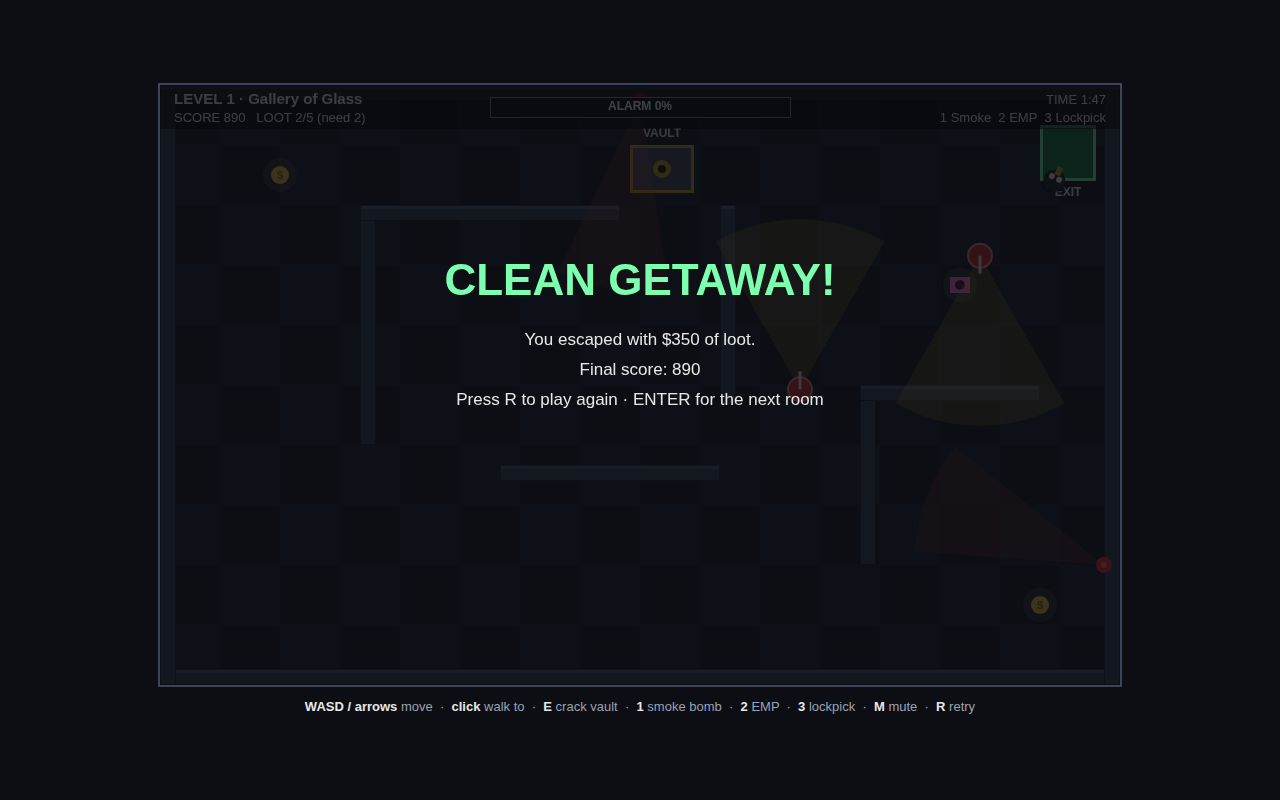 LEVEL 1 · Gallery of Glass
ALARM 0%
TIME 1:47
SCORE 890 LOOT 2/5 (need 2)
1 Smoke 2 EMP 3 Lockpick
VAULT
$
EXIT
CLEAN GETAWAY!
You escaped with $350 of loot.
Final score: 890
Press R to play again · ENTER for the next room
$
WASD / arrows move · click walk to · E crack vault · 1 smoke bomb · 2 EMP · 3 lockpick · M mute · R retry